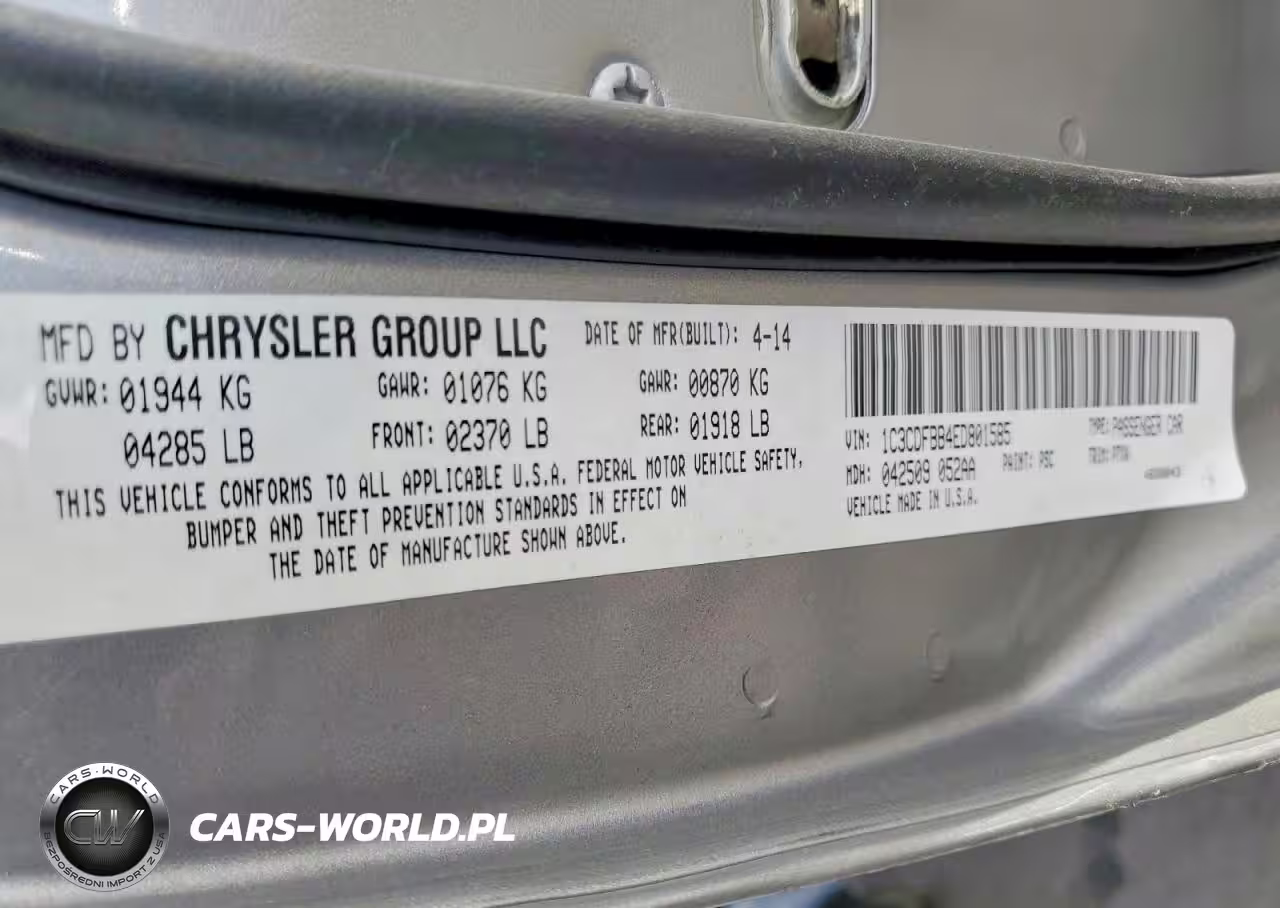 MFD BY CHRYSLER GROUP LLC DATE OF MFR(BUILT): 4-14
GVWR: 01944 KG GAWR: 01076 KG GAWR: 00870 KG
04285 LB FRONT: 02370 LB REAR: 01918 LB
THIS VEHICLE CONFORMS TO ALL APPLICABLE U.S.A. FEDERAL MOTOR VEHICLE SAFETY,
BUMPER AND THEFT PREVENTION STANDARDS IN EFFECT ON
THE DATE OF MANUFACTURE SHOWN ABOVE.
VIN: 1C3CDFBB4ED801585 TYPE: PASSENGER CAR
MDH: 042509 052AA PAINT: PSC TRIM:
VEHICLE MADE IN U.S.A.
CARS-WORLD
CW
BEZPOŚREDNI IMPORT Z USA
CARS-WORLD.PL